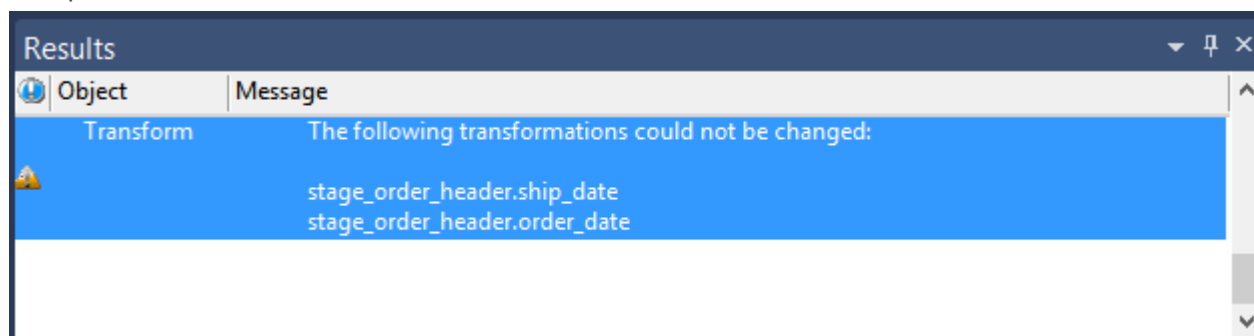 Results
Object Message
Transform The following transformations could not be changed:
stage_order_header.ship_date
stage_order_header.order_date